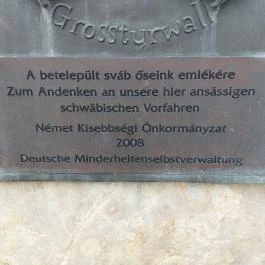 Grossturwall
A betelepült sváb őseink emlékére
Zum Andenken an unsere hier ansässigen
schwäbischen Vorfahren
Német Kisebbségi Önkormányzat
2008
Deutsche Minderheitenselbstverwaltung